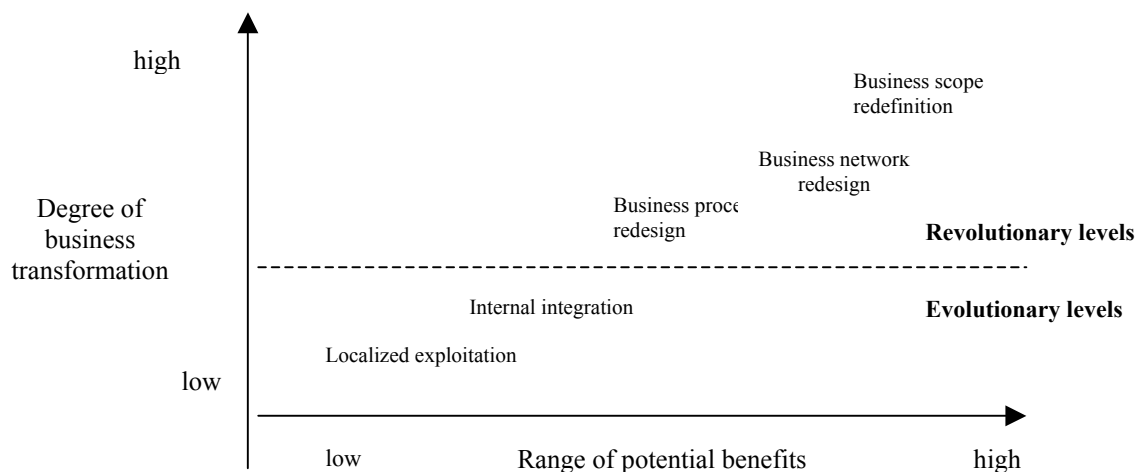 high
Business scope
redefinition
Business network
redesign
Degree of
business
transformation
Business proce
redesign
Revolutionary levels
Internal integration
Evolutionary levels
Localized exploitation
low
low
Range of potential benefits
high